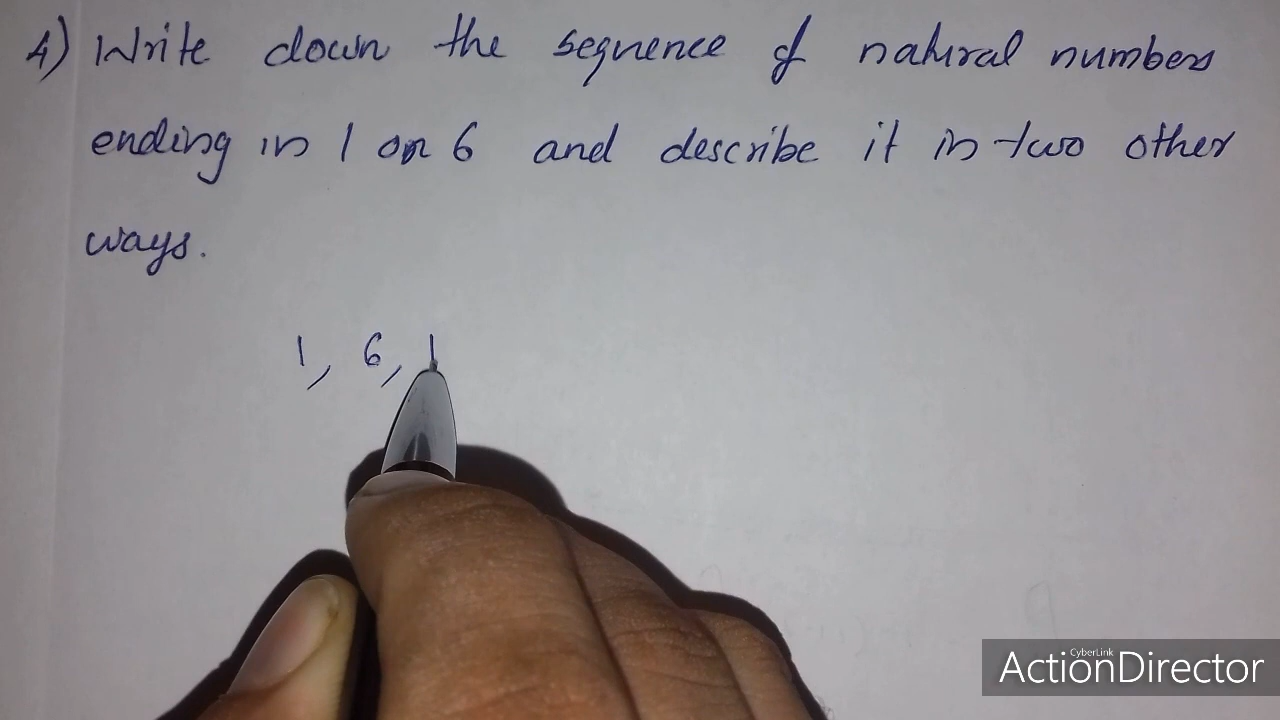 4) Write down the sequence of natural numbers
ending in 1 or 6 and describe it in two other
ways.
1, 6, 1
CyberLink
ActionDirector